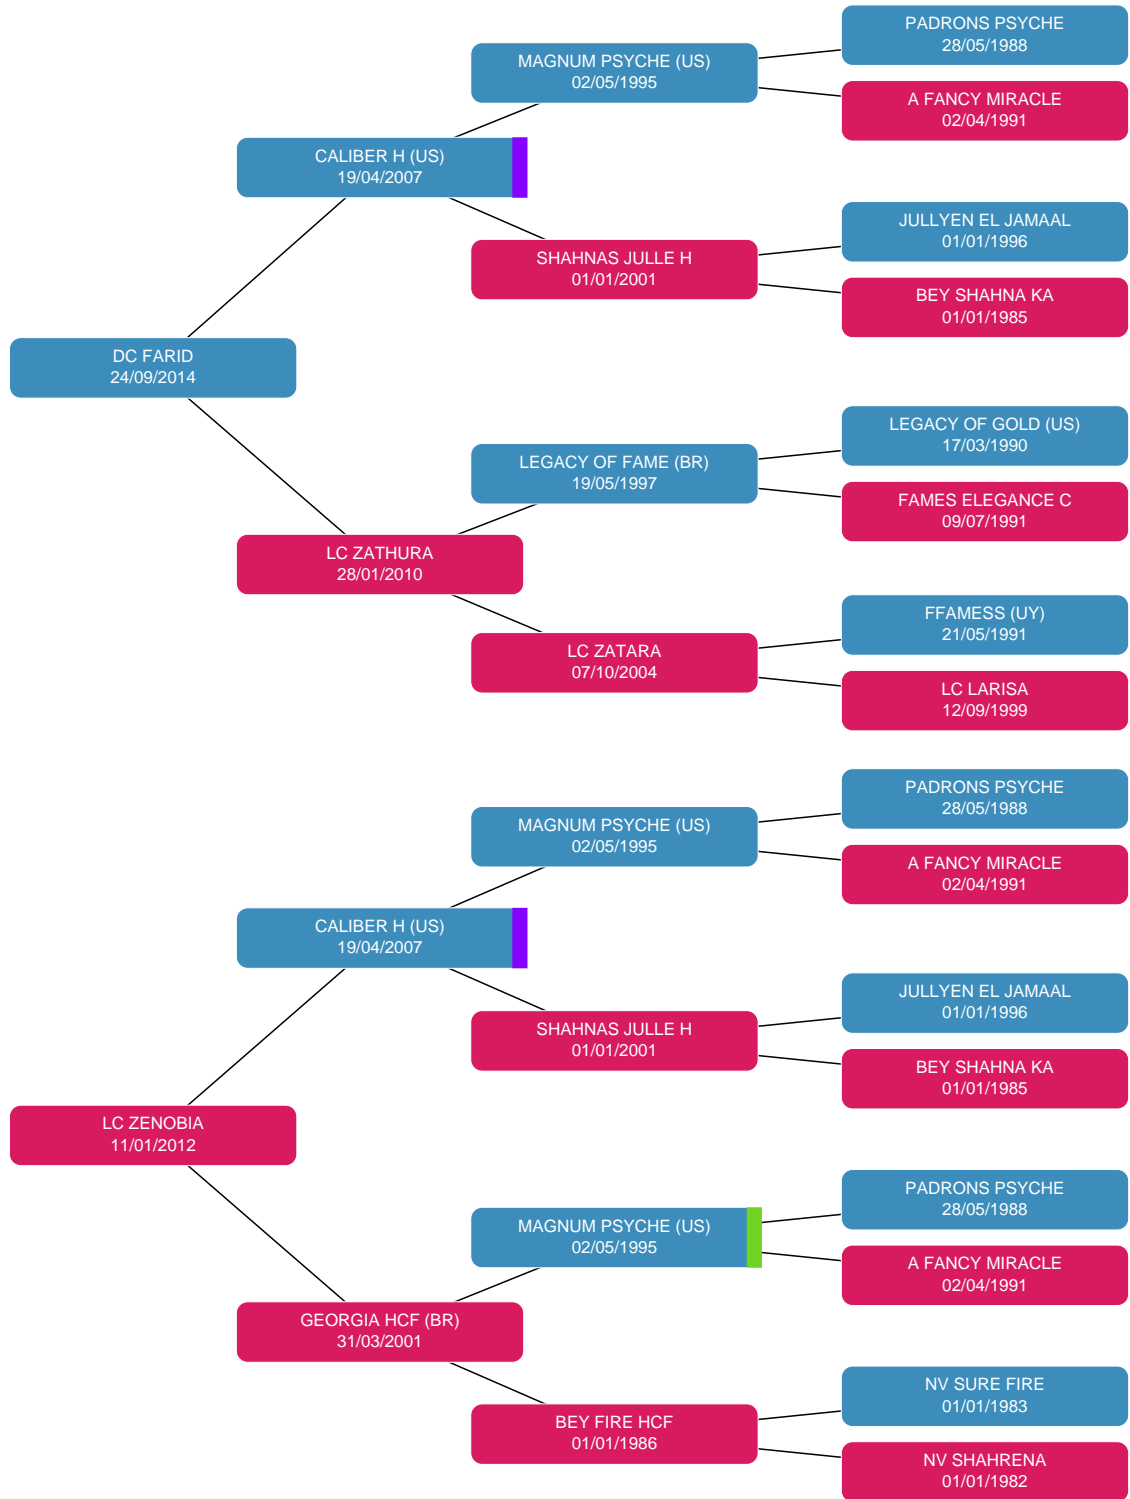 PADRONS PSYCHE
28/05/1988
MAGNUM PSYCHE (US)
02/05/1995
A FANCY MIRACLE
02/04/1991
CALIBER H (US)
19/04/2007
JULLYEN EL JAMAAL
01/01/1996
SHAHNAS JULLE H
01/01/2001
BEY SHAHNA KA
01/01/1985
DC FARID
24/09/2014
LEGACY OF GOLD (US)
17/03/1990
LEGACY OF FAME (BR)
19/05/1997
FAMES ELEGANCE C
09/07/1991
LC ZATHURA
28/01/2010
FFAMESS (UY)
21/05/1991
LC ZATARA
07/10/2004
LC LARISA
12/09/1999
PADRONS PSYCHE
28/05/1988
MAGNUM PSYCHE (US)
02/05/1995
A FANCY MIRACLE
02/04/1991
CALIBER H (US)
19/04/2007
JULLYEN EL JAMAAL
01/01/1996
SHAHNAS JULLE H
01/01/2001
BEY SHAHNA KA
01/01/1985
LC ZENOBIA
11/01/2012
PADRONS PSYCHE
28/05/1988
MAGNUM PSYCHE (US)
02/05/1995
A FANCY MIRACLE
02/04/1991
GEORGIA HCF (BR)
31/03/2001
NV SURE FIRE
01/01/1983
BEY FIRE HCF
01/01/1986
NV SHAHRENA
01/01/1982